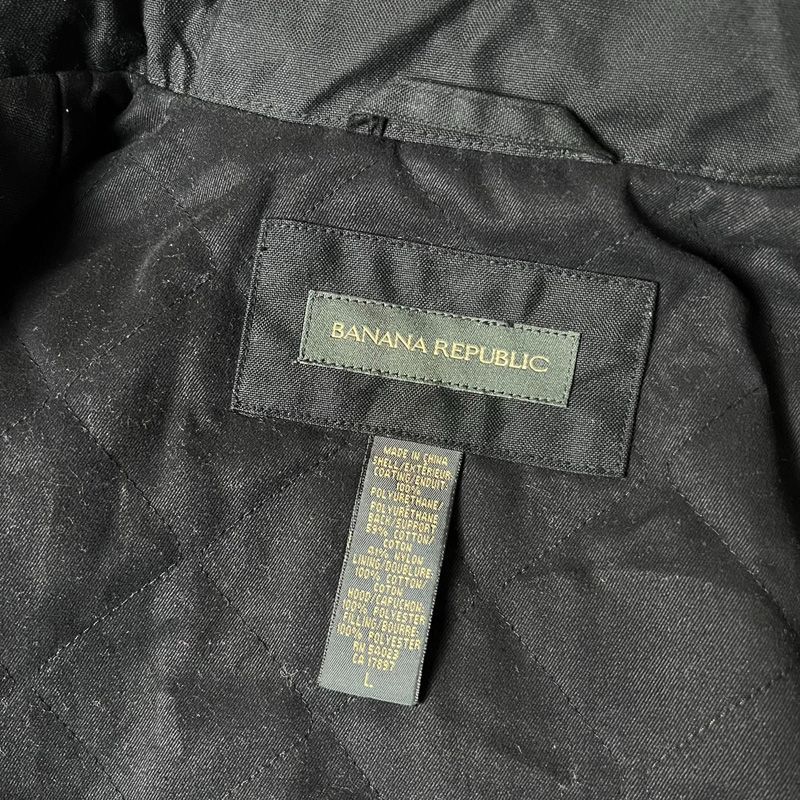 BANANA REPUBLIC
MADE IN CHINA
SHELL/EXTÉRIEUR:
COATING/ENDUIT:
100%
POLYURETHANE/
POLYURÉTHANE
BACK/SUPPORT
59% COTTON/
COTON
41% NYLON
LINING/DOUBLURE:
100% COTTON/
COTON
HOOD/CAPUCHON:
100% POLYESTER
FILLING/BOURRE:
100% POLYESTER
RN 54023
CA 17897
L